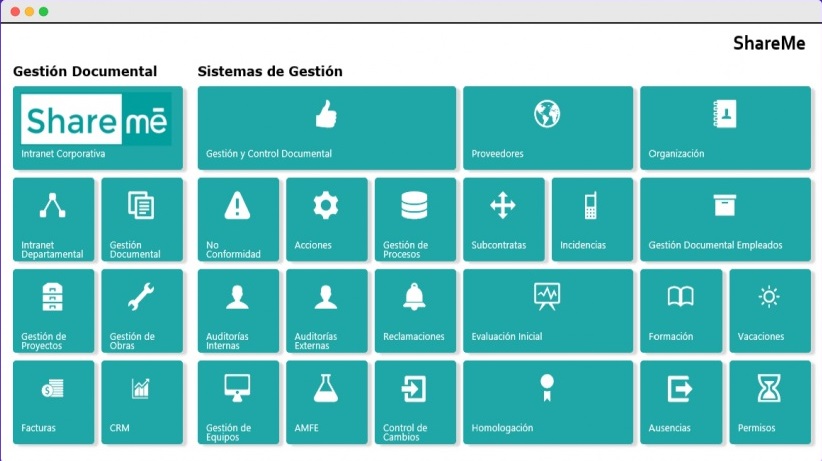 ShareMe
Gestión Documental
Sistemas de Gestión
Share mē
Intranet Corporativa
Gestión y Control Documental
Proveedores
Organización
Intranet
Departamental
Gestión
Documental
No
Conformidad
Acciones
Gestión de
Procesos
Subcontratas
Incidencias
Gestión Documental Empleados
Gestión de
Proyectos
Gestión de
Obras
Auditorías
Internas
Auditorías
Externas
Reclamaciones
Evaluación Inicial
Formación
Vacaciones
Facturas
CRM
Gestión de
Equipos
AMFE
Control de
Cambios
Homologación
Ausencias
Permisos